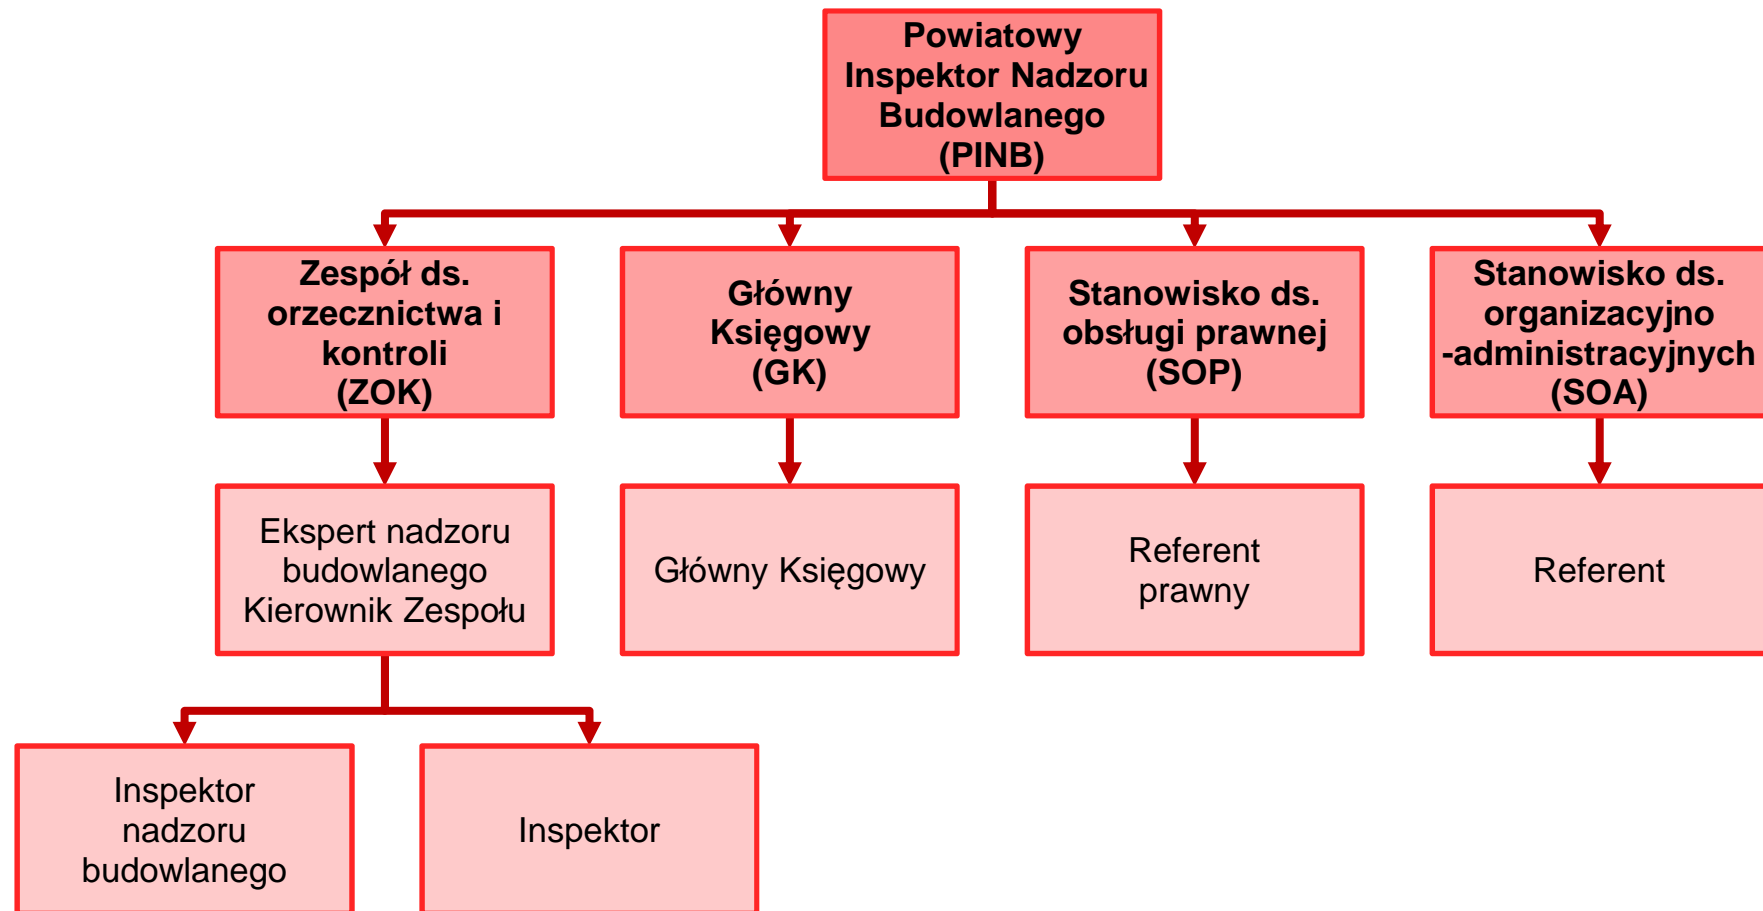 Powiatowy
Inspektor Nadzoru
Budowlanego
(PINB)
Zespół ds.
orzecznictwa i
kontroli
(ZOK)
Główny
Księgowy
(GK)
Stanowisko ds.
obsługi prawnej
(SOP)
Stanowisko ds.
organizacyjno
-administracyjnych
(SOA)
Ekspert nadzoru
budowlanego
Kierownik Zespołu
Główny Księgowy
Referent
prawny
Referent
Inspektor
nadzoru
budowlanego
Inspektor